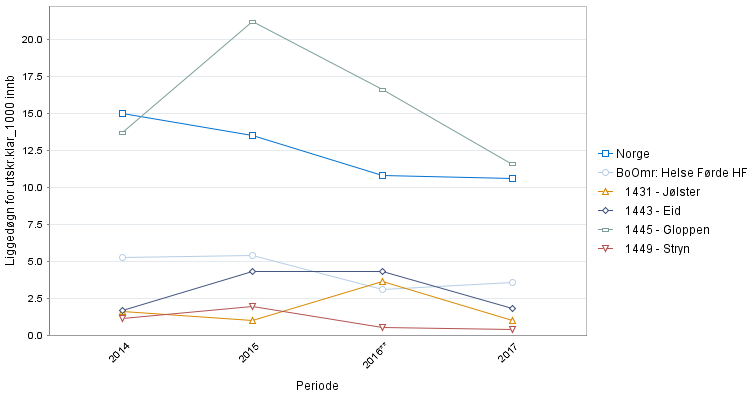 20.0
17.5
15.0
12.5
10.0
7.5
5.0
2.5
0.0
Liggedøgn for utskr.klar_1000 innb
2014
2015
2016**
2017
Periode
Norge
BoOmr: Helse Førde HF
1431 - Jølster
1443 - Eid
1445 - Gloppen
1449 - Stryn